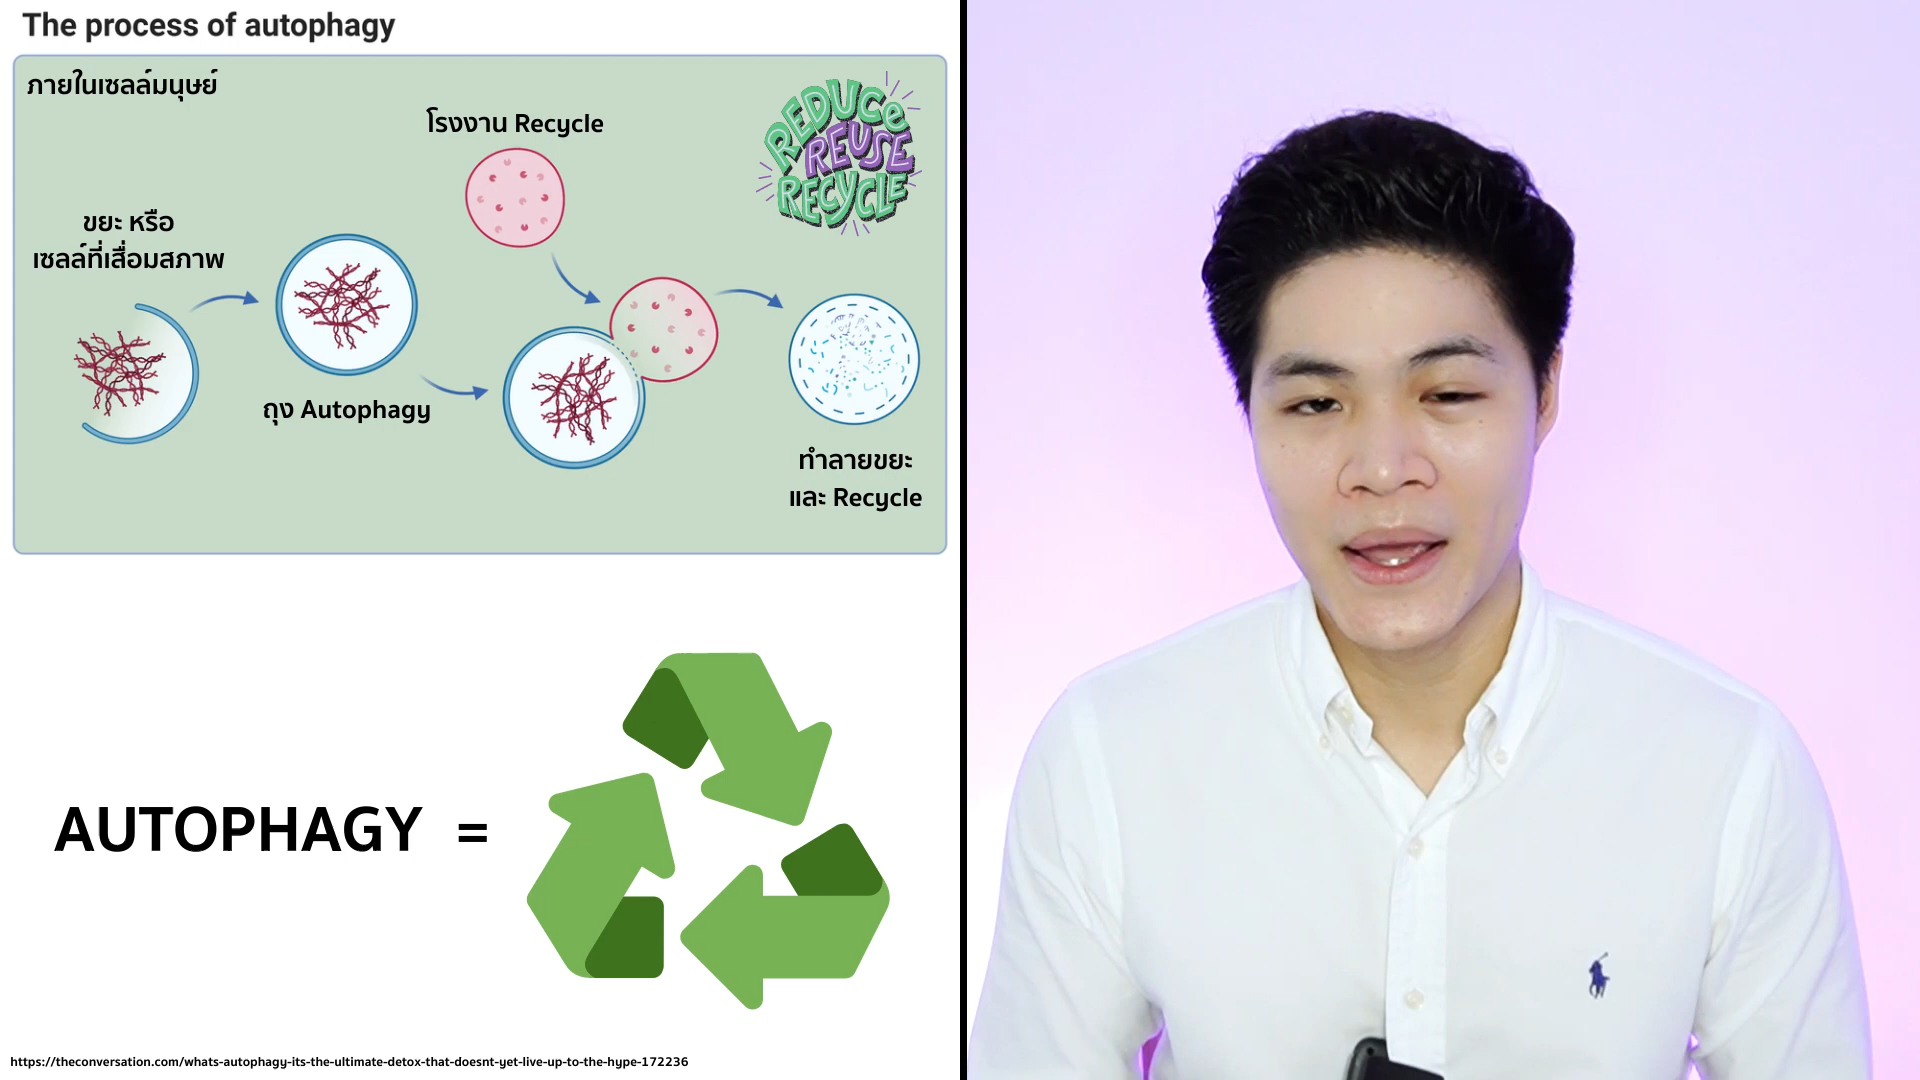 The process of autophagy
ภายในเซลล์มนุษย์
โรงงาน Recycle
REDUCE
REUSE
RECYCLE
ขยะ หรือ
เซลล์ที่เสื่อมสภาพ
ถุง Autophagy
ทำลายขยะ
และ Recycle
AUTOPHAGY =
https://theconversation.com/whats-autophagy-its-the-ultimate-detox-that-doesnt-yet-live-up-to-the-hype-172236